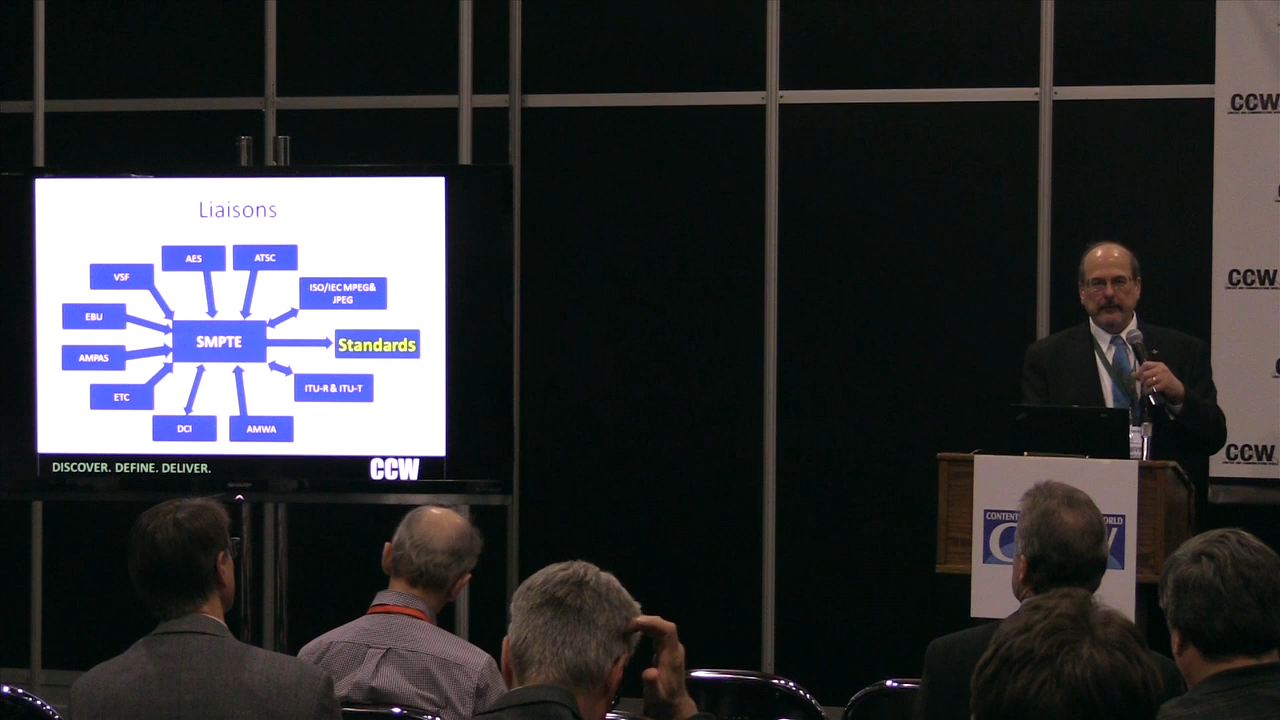 Liaisons
AES
ATSC
VSF
ISO/IEC MPEG&
JPEG
EBU
SMPTE
Standards
AMPAS
ITU-R & ITU-T
ETC
DCI
AMWA
DISCOVER. DEFINE. DELIVER.
CCW
CCW
CCW
CCW
CONTENT